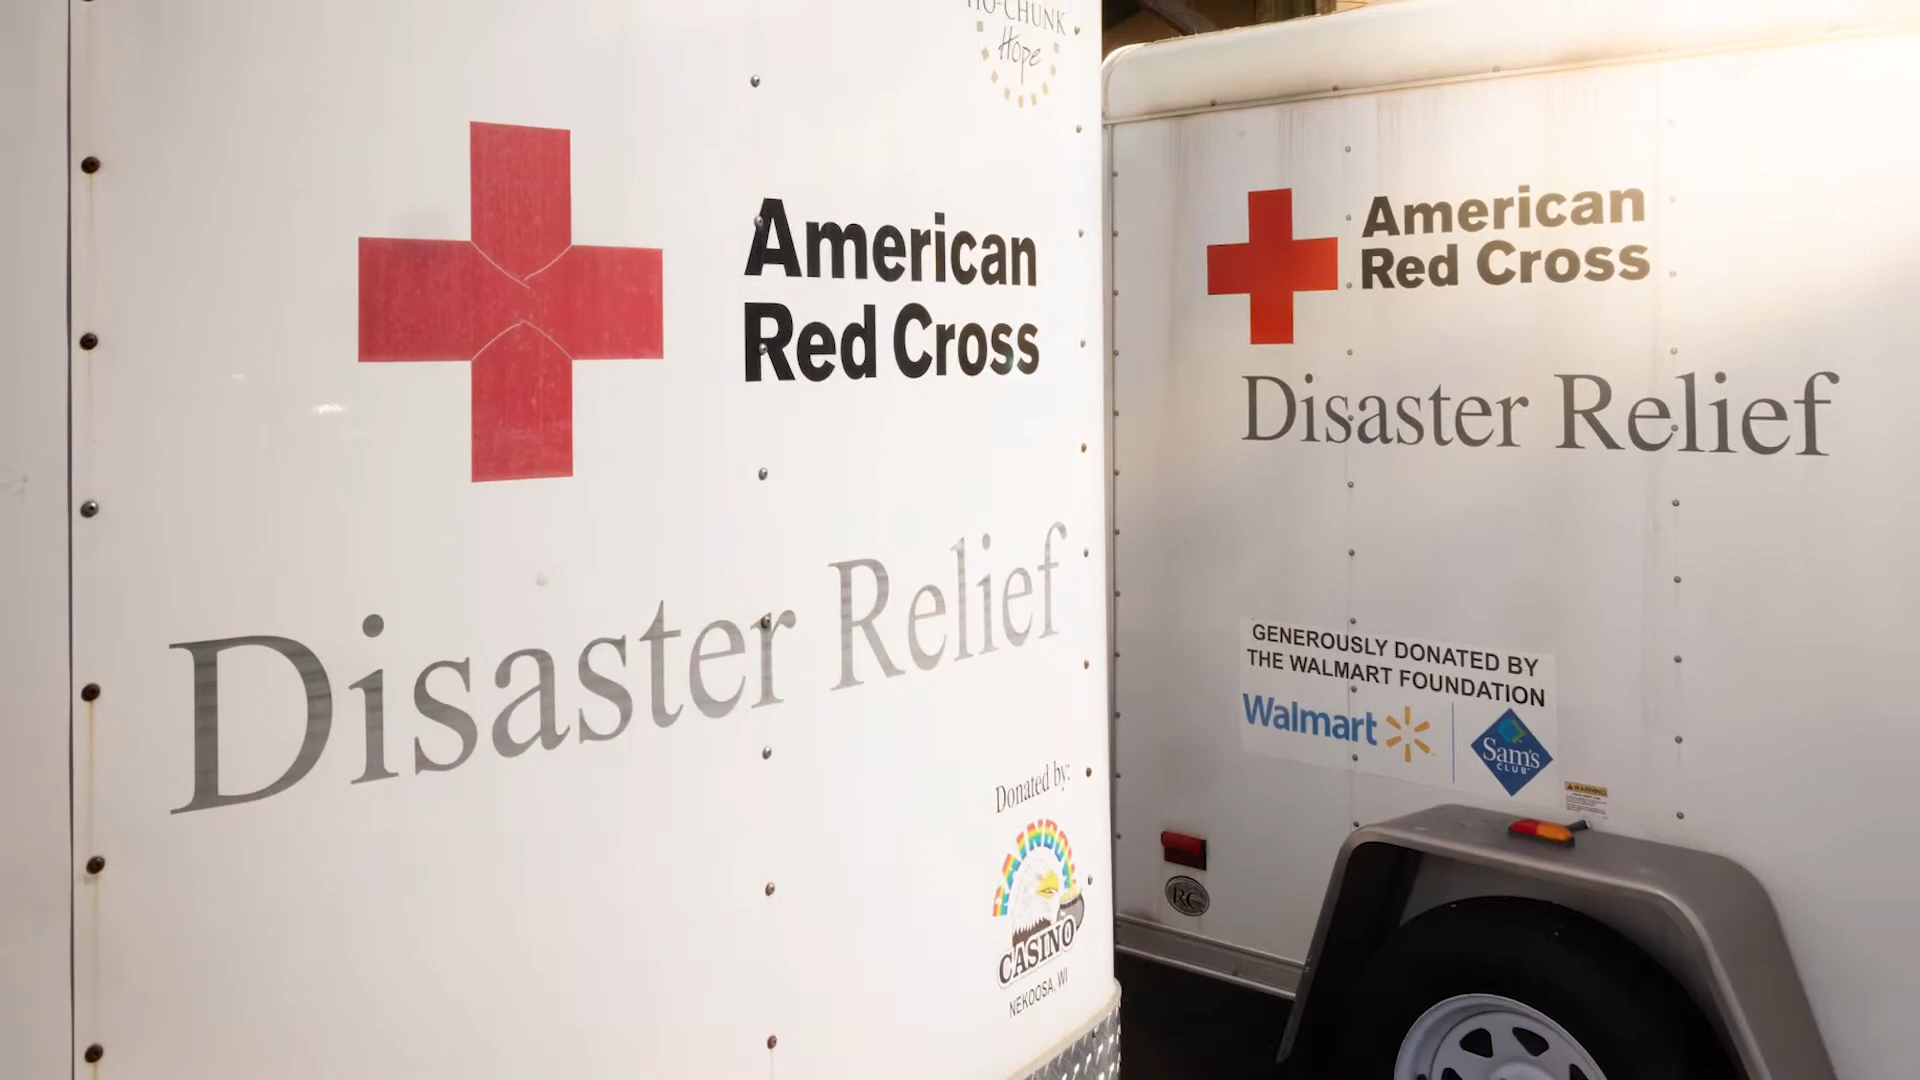 HO-CHUNK
Hope
American
Red Cross
Disaster Relief
Donated by:
RAINBOW
CASINO
NEKOOSA, WI
American
Red Cross
Disaster Relief
GENEROUSLY DONATED BY
THE WALMART FOUNDATION
Walmart
Sam's
CLUB
WARNING
RC